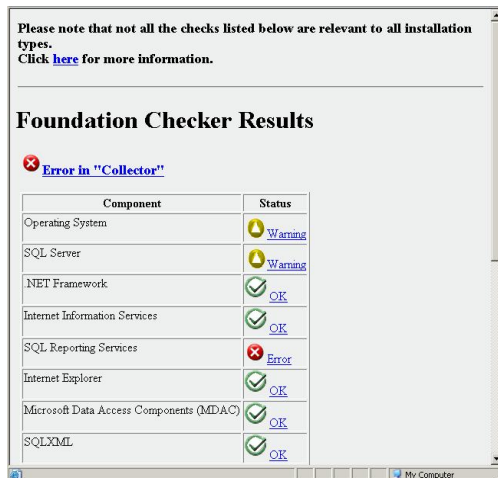 Please note that not all the checks listed below are relevant to all installation
types.
Click here for more information.
Foundation Checker Results
Error in "Collector"
Component Status
Operating System Warning
SQL Server Warning
.NET Framework OK
Internet Information Services OK
SQL Reporting Services Error
Internet Explorer OK
Microsoft Data Access Components (MDAC) OK
SQLXML OK
My Computer